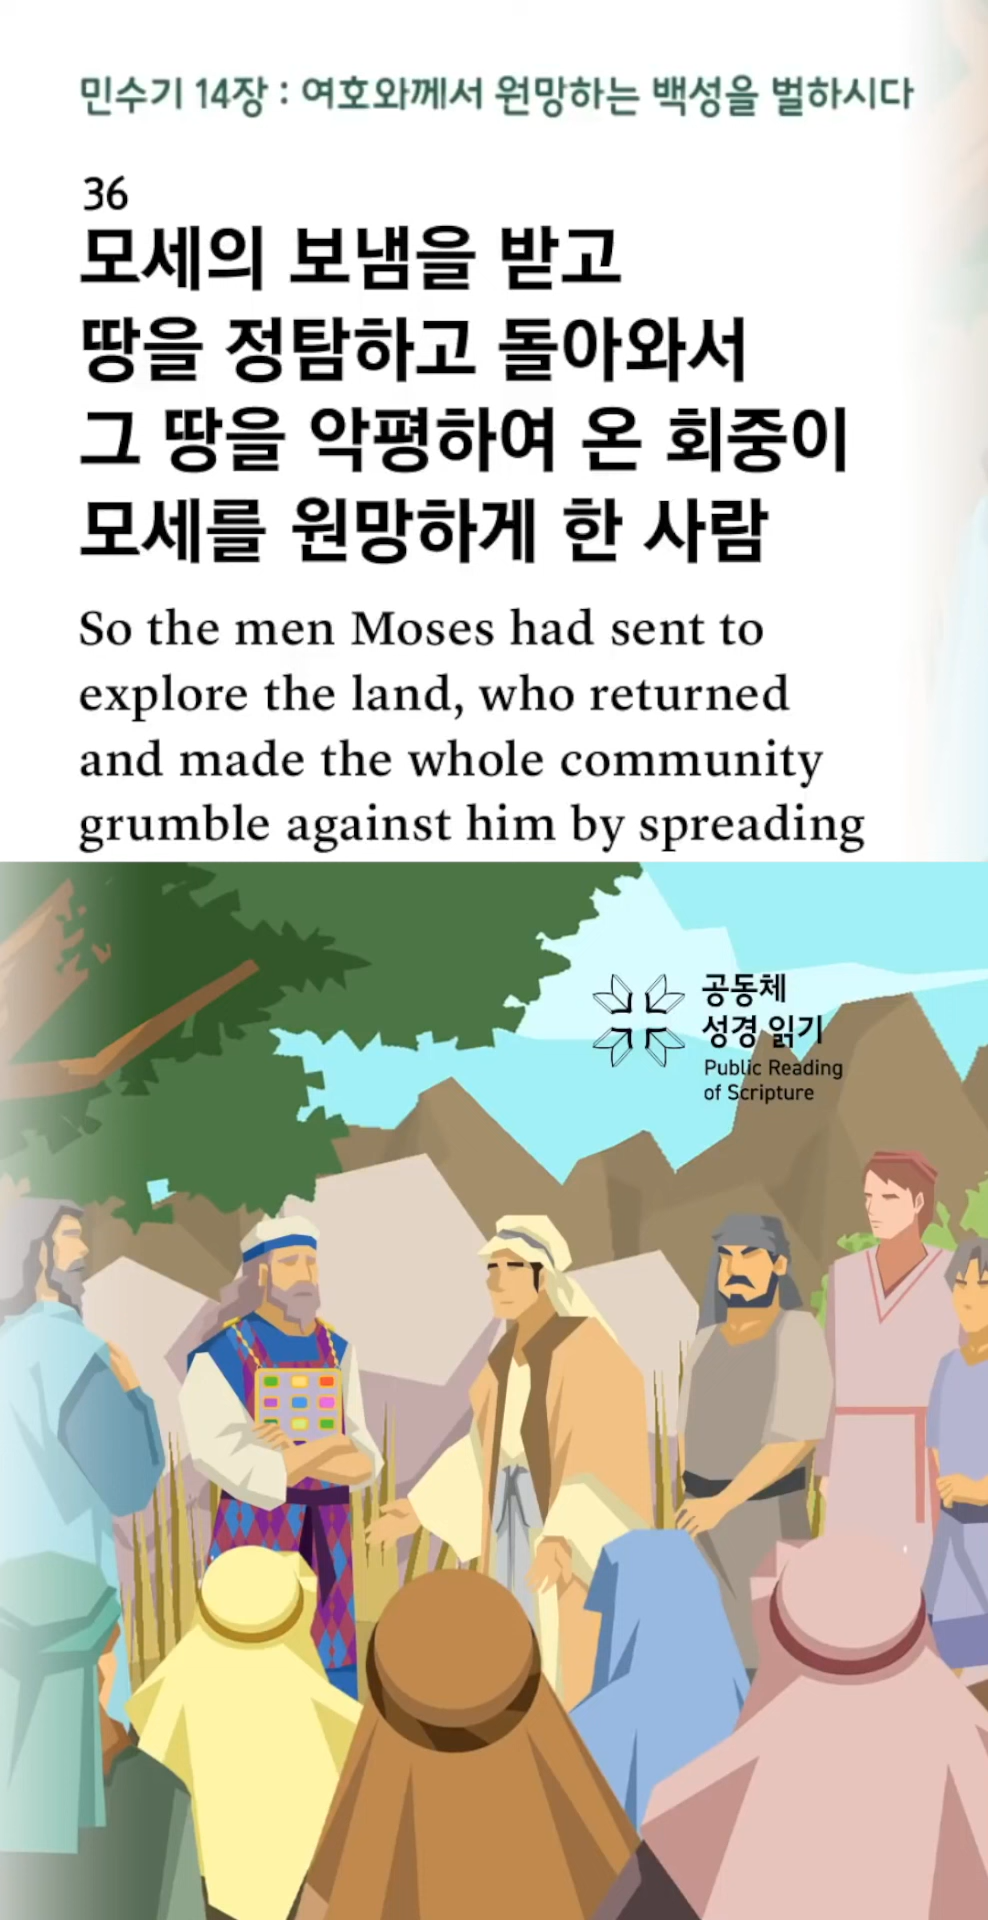 민수기 14장 : 여호와께서 원망하는 백성을 벌하시다
36
모세의 보냄을 받고
땅을 정탐하고 돌아와서
그 땅을 악평하여 온 회중이
모세를 원망하게 한 사람
So the men Moses had sent to
explore the land, who returned
and made the whole community
grumble against him by spreading
공동체
성경 읽기
Public Reading
of Scripture